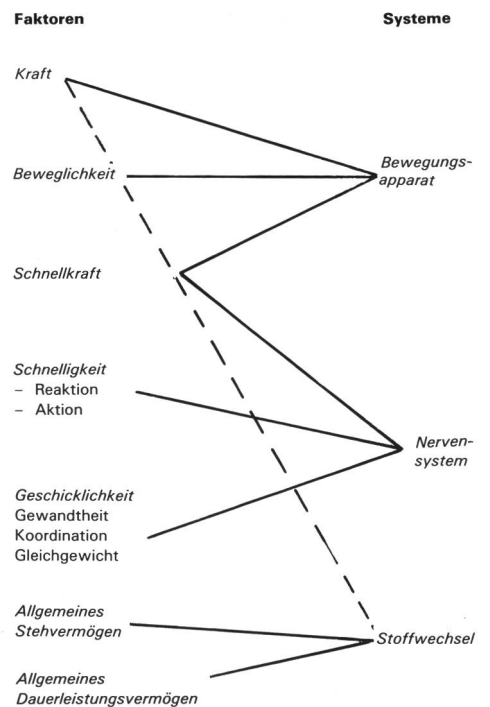 Faktoren
Systeme
Kraft
Beweglichkeit
Bewegungs-
apparat
Schnellkraft
Schnelligkeit
– Reaktion
– Aktion
Nerven-
system
Geschicklichkeit
Gewandtheit
Koordination
Gleichgewicht
Allgemeines
Stehvermögen
Stoffwechsel
Allgemeines
Dauerleistungsvermögen